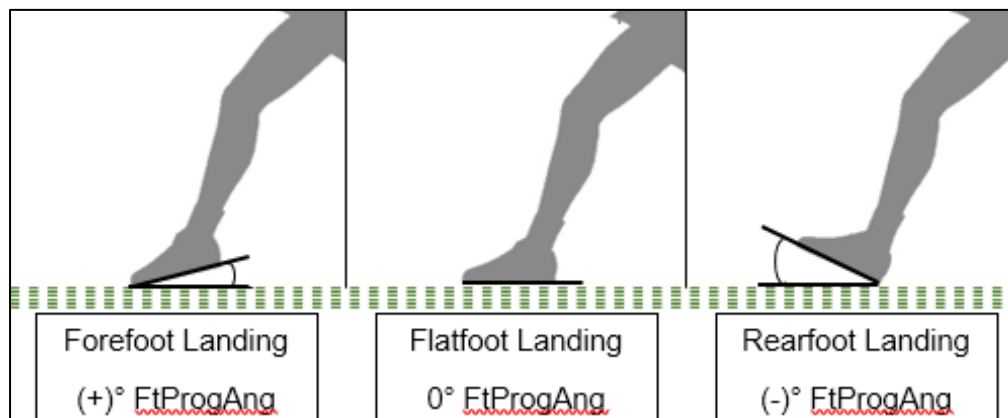 Forefoot Landing
(+)° FtProgAng
Flatfoot Landing
0° FtProgAng
Rearfoot Landing
(-)° FtProgAng